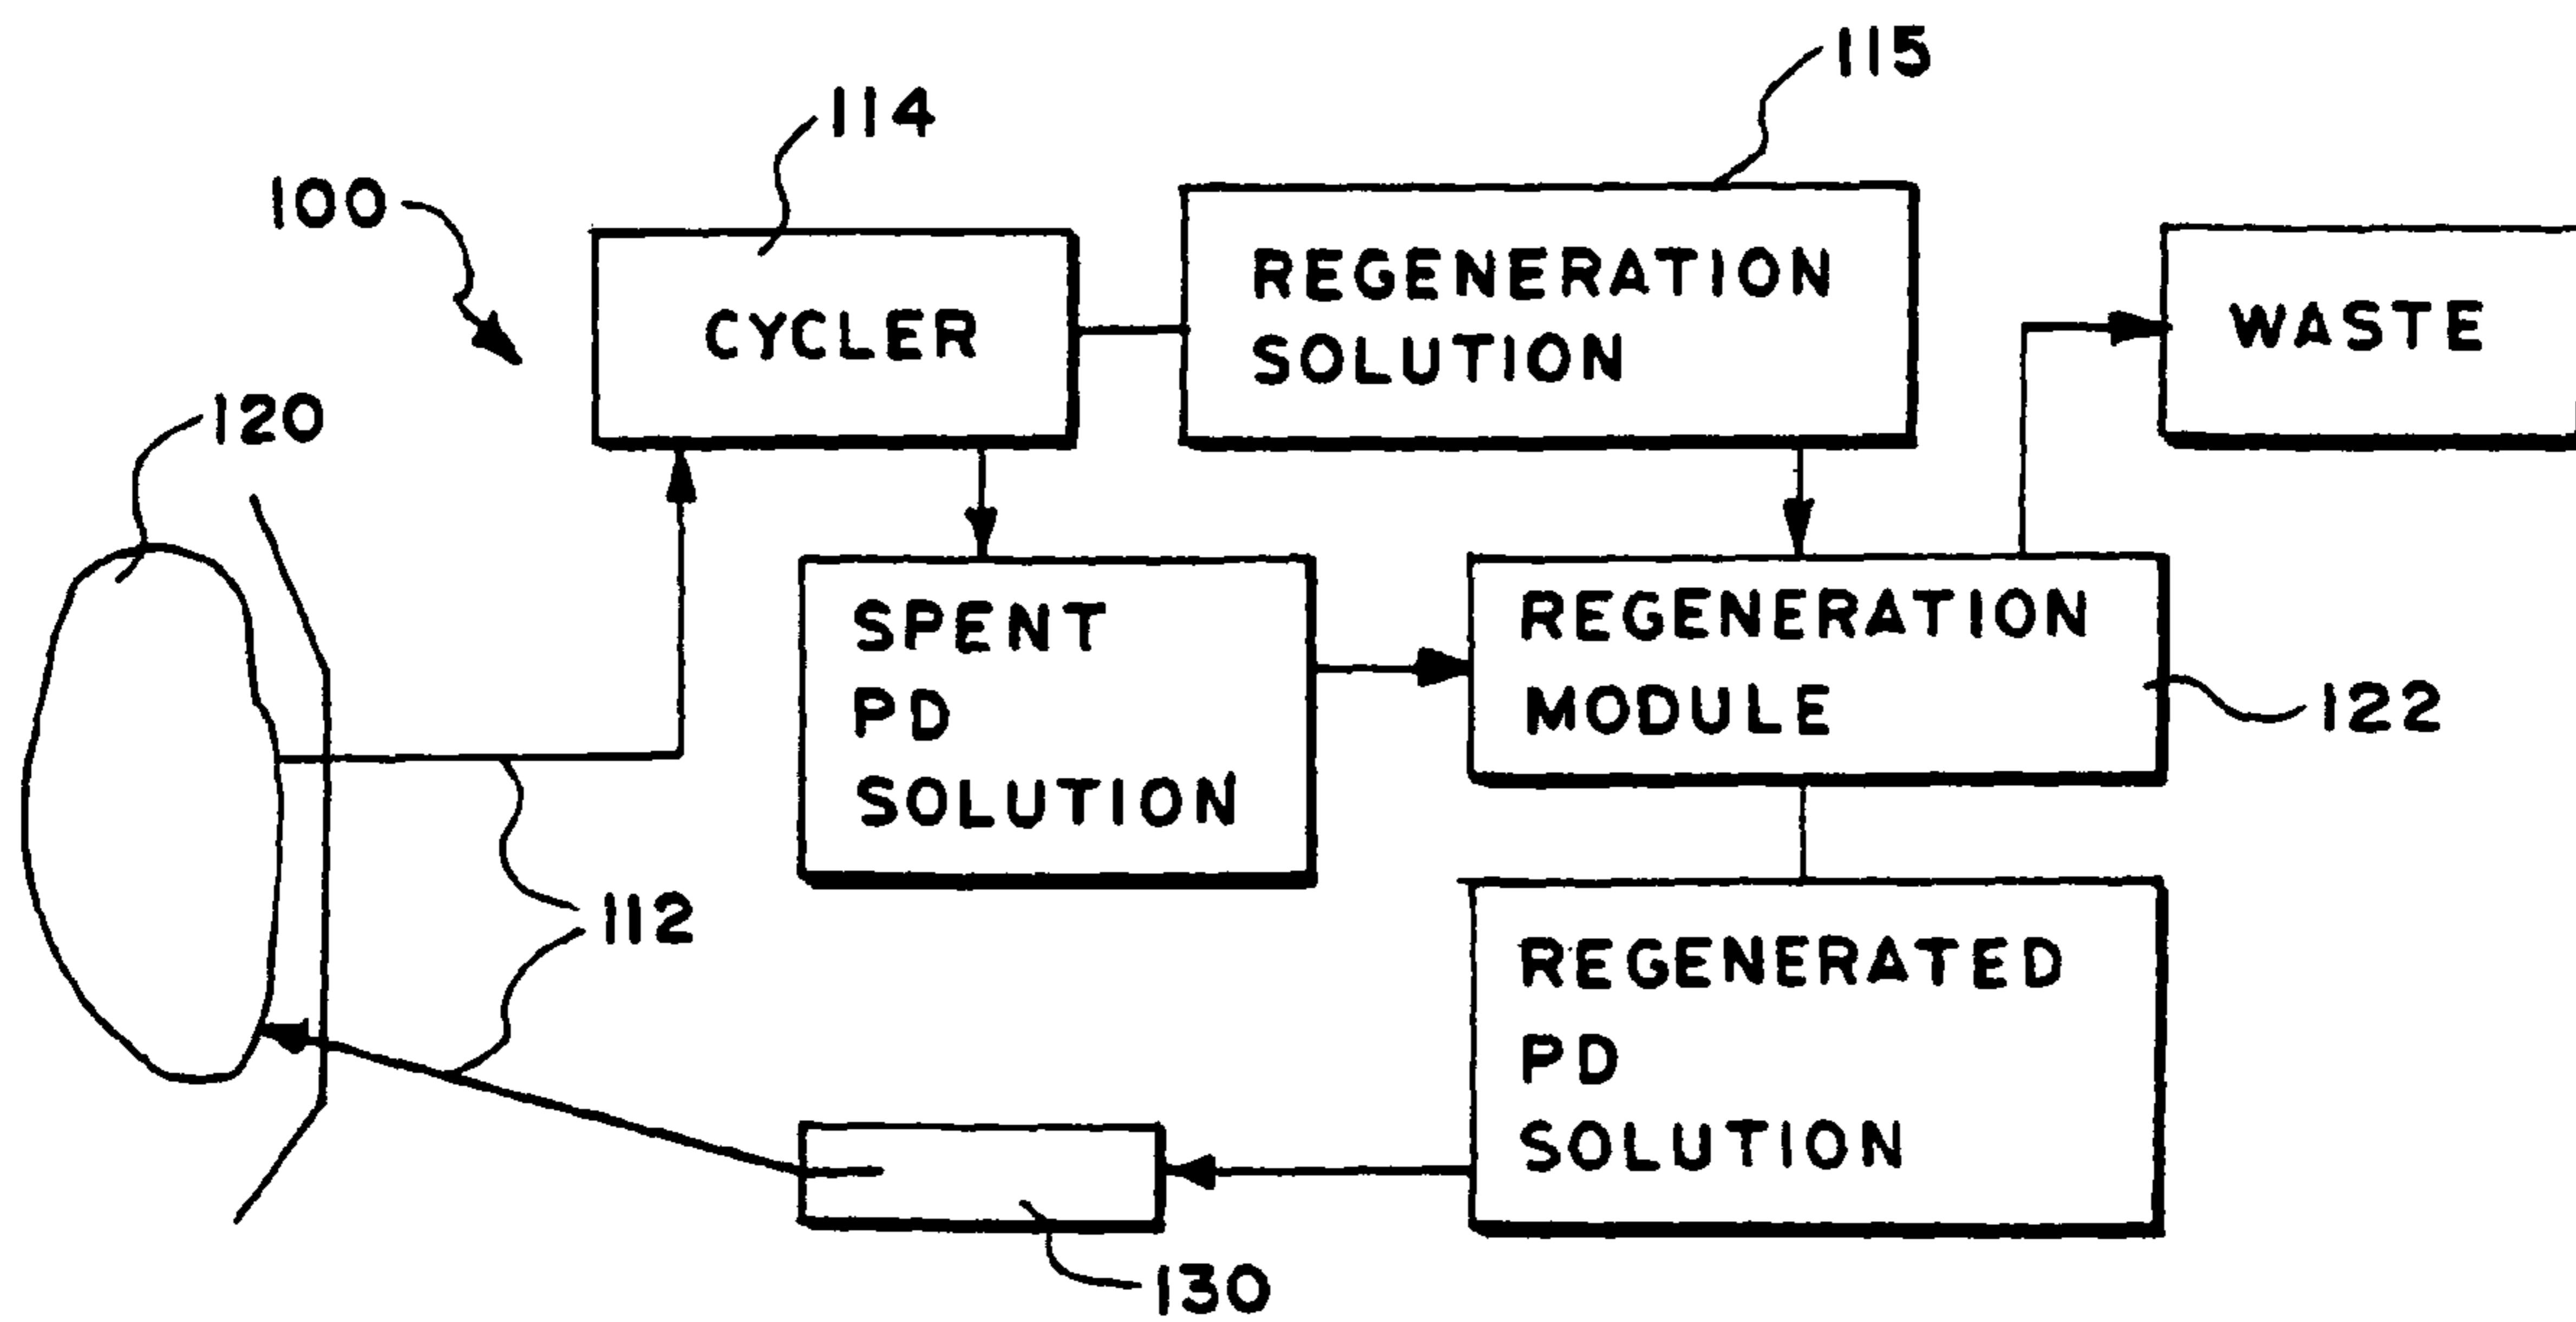 115
114
100
REGENERATION
SOLUTION
WASTE
CYCLER
120
SPENT
PD
SOLUTION
REGENERATION
MODULE
122
112
REGENERATED
PD
SOLUTION
130